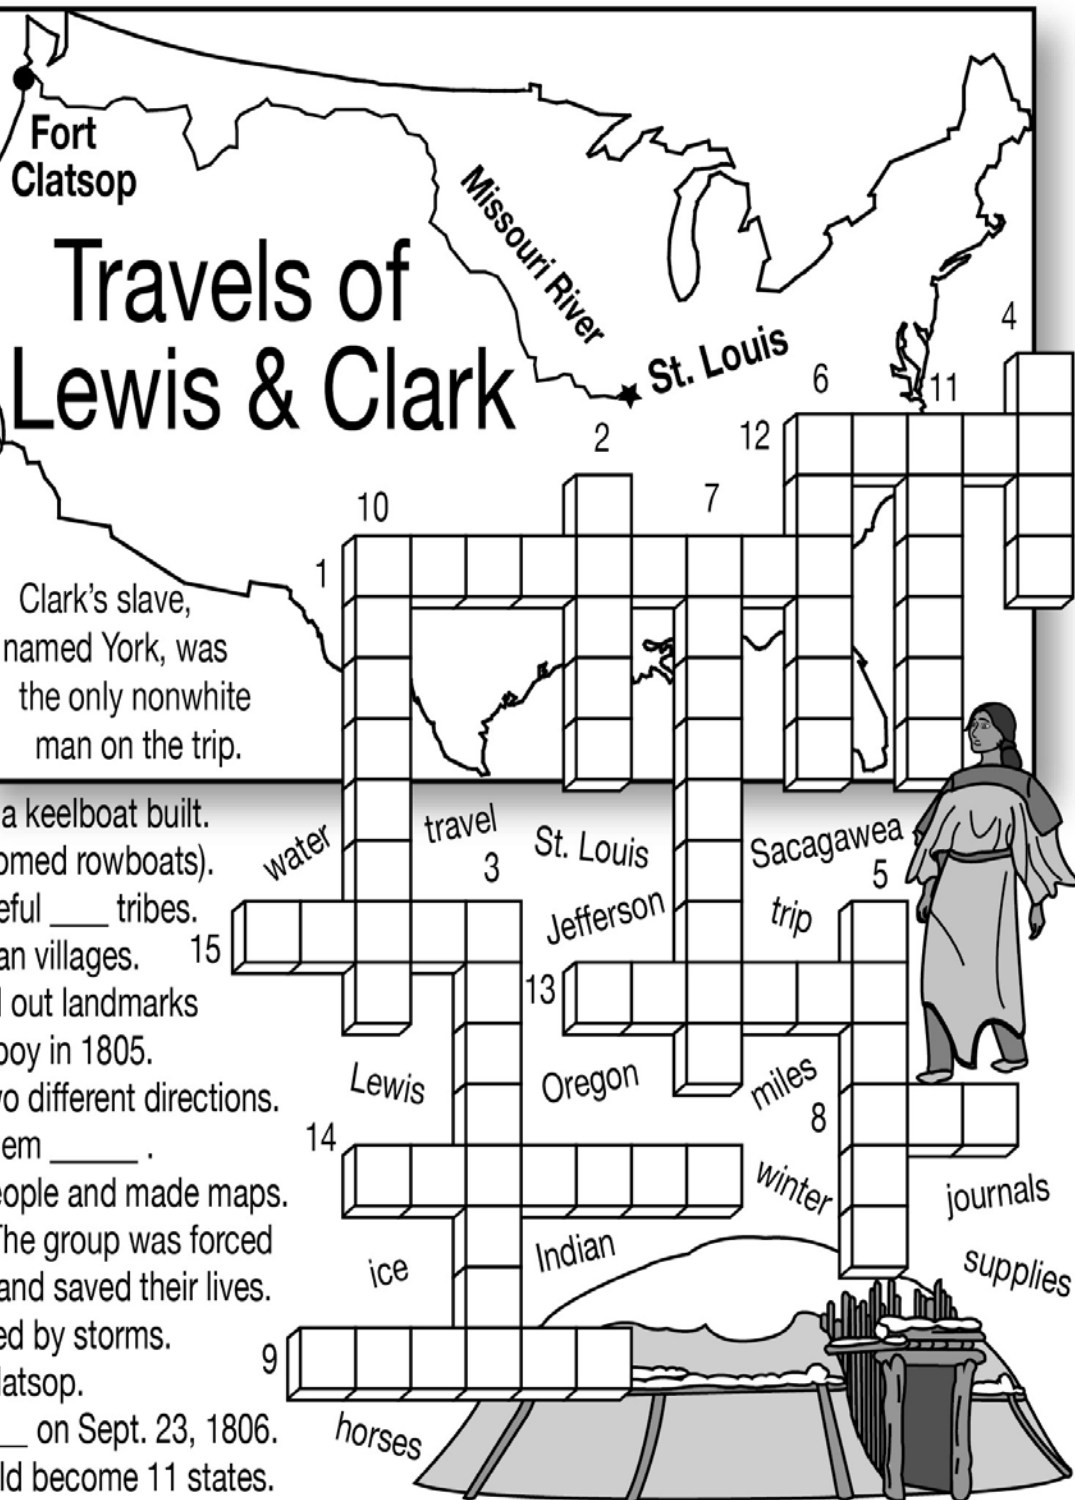 Fort
Clatsop
Missouri River
Travels of
Lewis & Clark
St. Louis
4
6
11
12
2
7
10
1
Clark's slave,
named York, was
the only nonwhite
man on the trip.
a keelboat built.
omed rowboats).
eful ____ tribes.
an villages.
out landmarks
boy in 1805.
vo different directions.
em ______ .
eople and made maps.
The group was forced
and saved their lives.
ed by storms.
latsop.
__ on Sept. 23, 1806.
ld become 11 states.
water
travel
St. Louis
Sacagawea
3
5
Jefferson
trip
15
13
Lewis
Oregon
miles
8
14
winter
journals
ice
Indian
supplies
9
horses